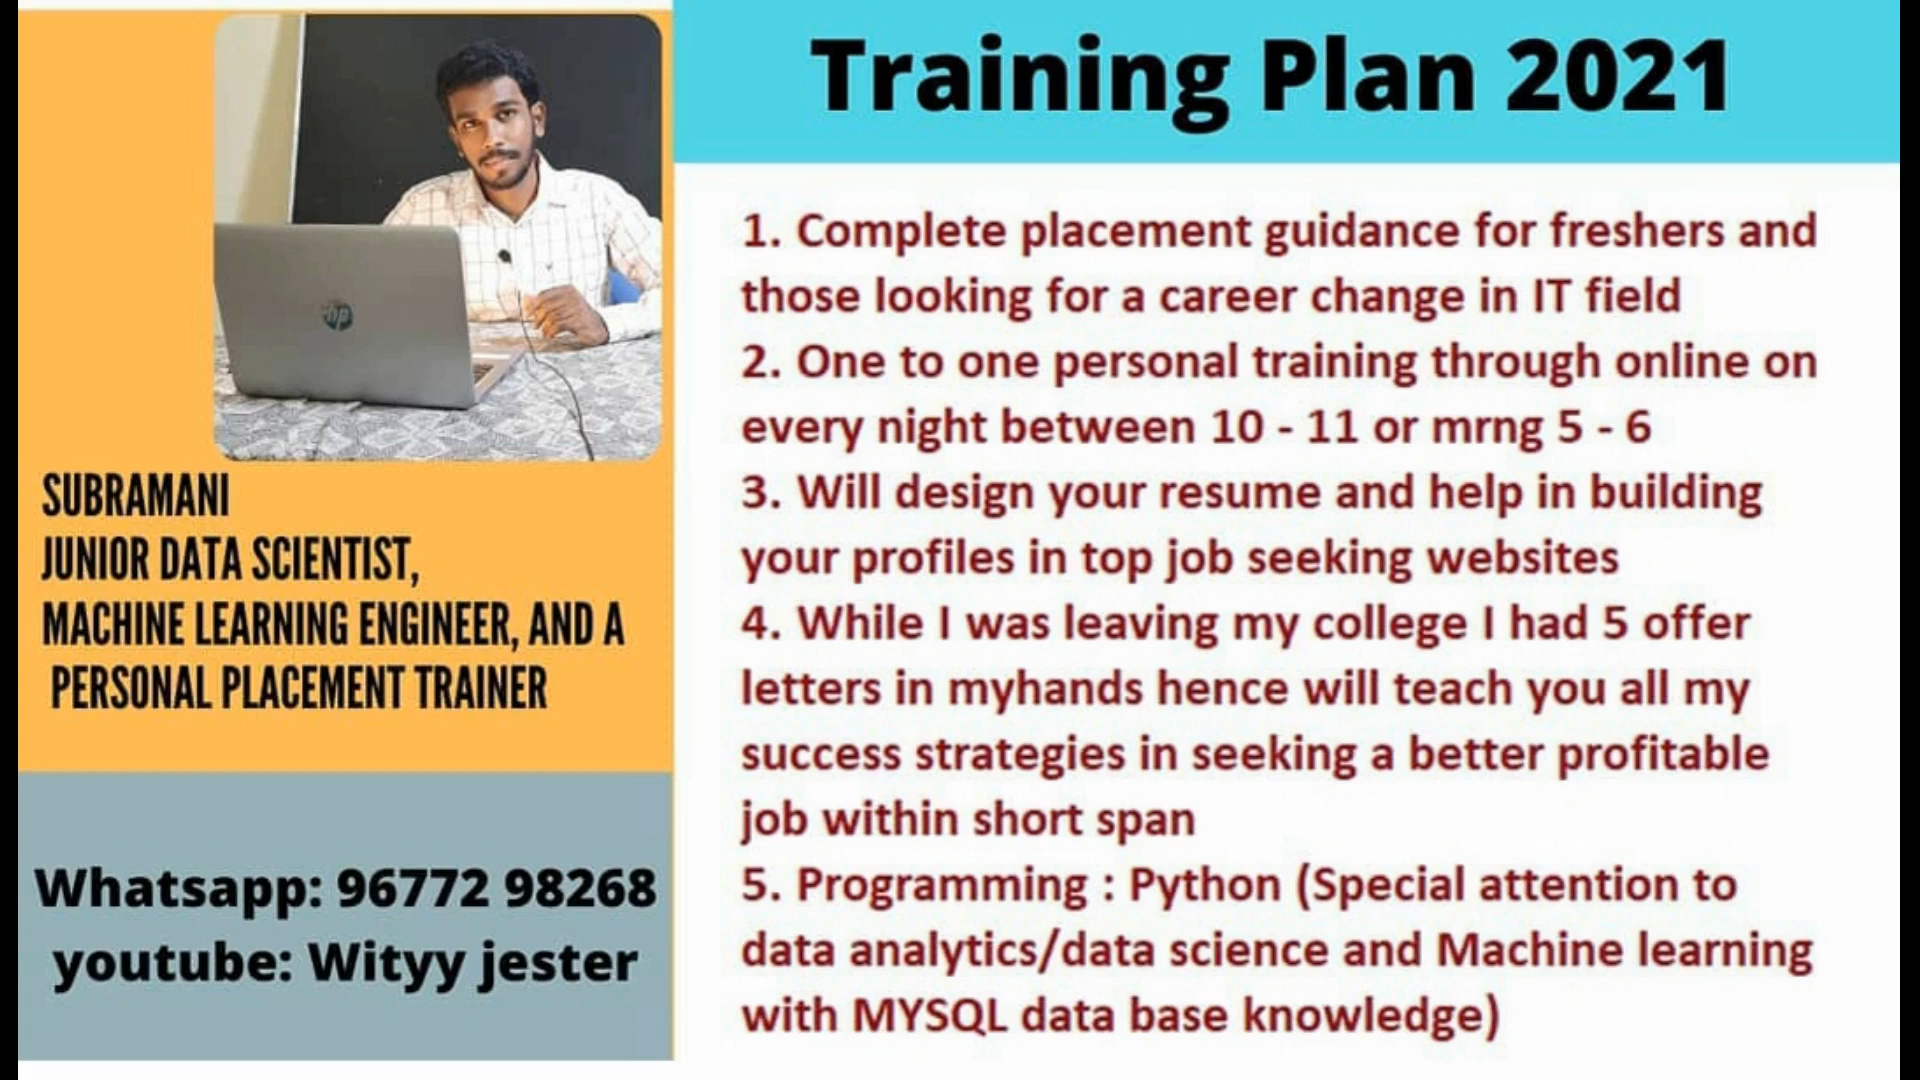 Training Plan 2021
hp
SUBRAMANI
JUNIOR DATA SCIENTIST,
MACHINE LEARNING ENGINEER, AND A
PERSONAL PLACEMENT TRAINER
Whatsapp: 96772 98268
youtube: Wityy jester
1. Complete placement guidance for freshers and
those looking for a career change in IT field
2. One to one personal training through online on
every night between 10 - 11 or mrng 5 - 6
3. Will design your resume and help in building
your profiles in top job seeking websites
4. While I was leaving my college I had 5 offer
letters in myhands hence will teach you all my
success strategies in seeking a better profitable
job within short span
5. Programming : Python (Special attention to
data analytics/data science and Machine learning
with MYSQL data base knowledge)